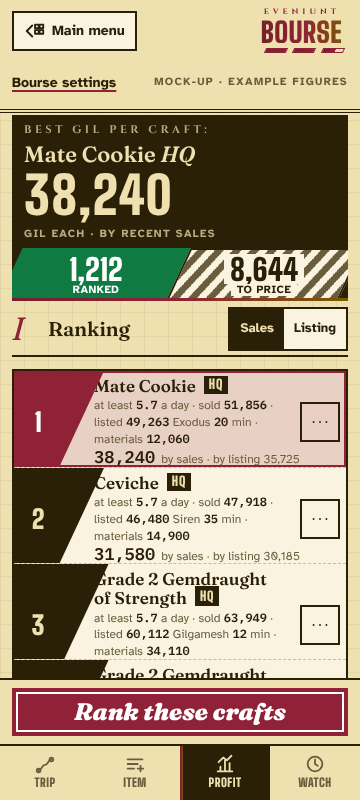 Main menu
EVENIUNT
BOURSE
Bourse settings
MOCK-UP · EXAMPLE FIGURES
BEST GIL PER CRAFT:
Mate Cookie HQ
38,240
GIL EACH · BY RECENT SALES
1,212
RANKED
8,644
TO PRICE
I Ranking
Sales Listing
1
Mate Cookie HQ
at least 5.7 a day · sold 51,856 ·
listed 49,263 Exodus 20 min ·
materials 12,060
38,240 by sales · by listing 35,725
...
2
Ceviche HQ
at least 5.7 a day · sold 47,918 ·
listed 46,480 Siren 35 min ·
materials 14,900
31,580 by sales · by listing 30,185
...
3
Grade 2 Gemdraught
of Strength HQ
at least 5.7 a day · sold 63,949 ·
listed 60,112 Gilgamesh 12 min ·
materials 34,110
...
Grade 2 Gemdraught
Rank these crafts
TRIP ITEM PROFIT WATCH